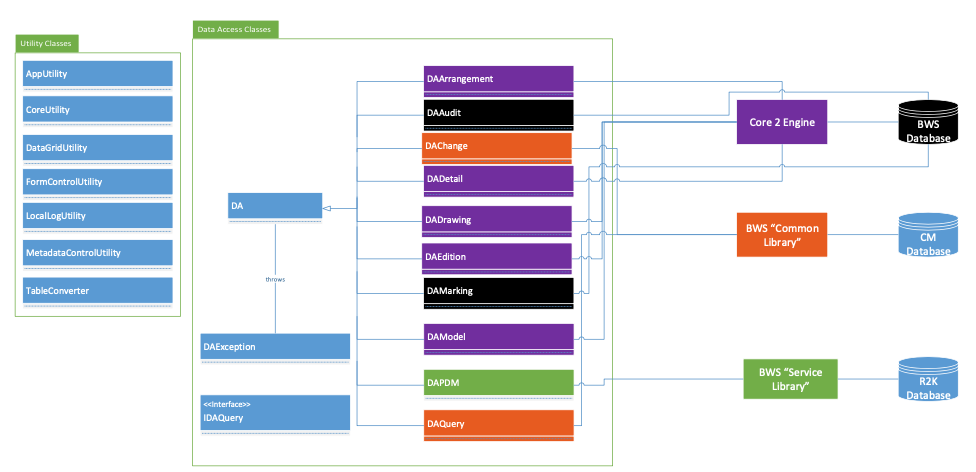 Utility Classes
AppUtility
CoreUtility
DataGridUtility
FormControlUtility
LocalLogUtility
MetadataControlUtility
TableConverter
Data Access Classes
DA
throws
DAException
<<Interface>>
IDAQuery
DAArrangement
DAAudit
DAChange
DADetail
DADrawing
DAEdition
DAMarking
DAModel
DAPDM
DAQuery
Core 2 Engine
BWS “Common
Library”
BWS “Service
Library”
BWS
Database
CM
Database
R2K
Database